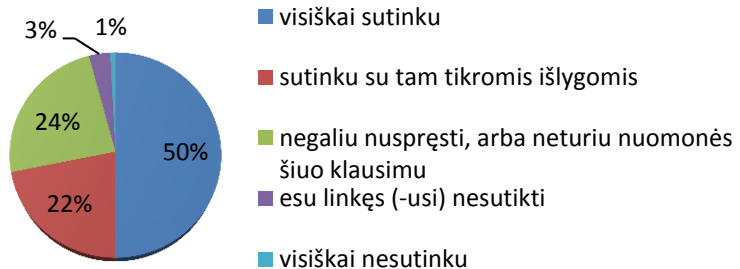 3%
1%
24%
50%
22%
visiškai sutinku
sutinku su tam tikromis išlygomis
negaliu nuspręsti, arba neturiu nuomonės
šiuo klausimu
esu linkęs (-usi) nesutikti
visiškai nesutinku